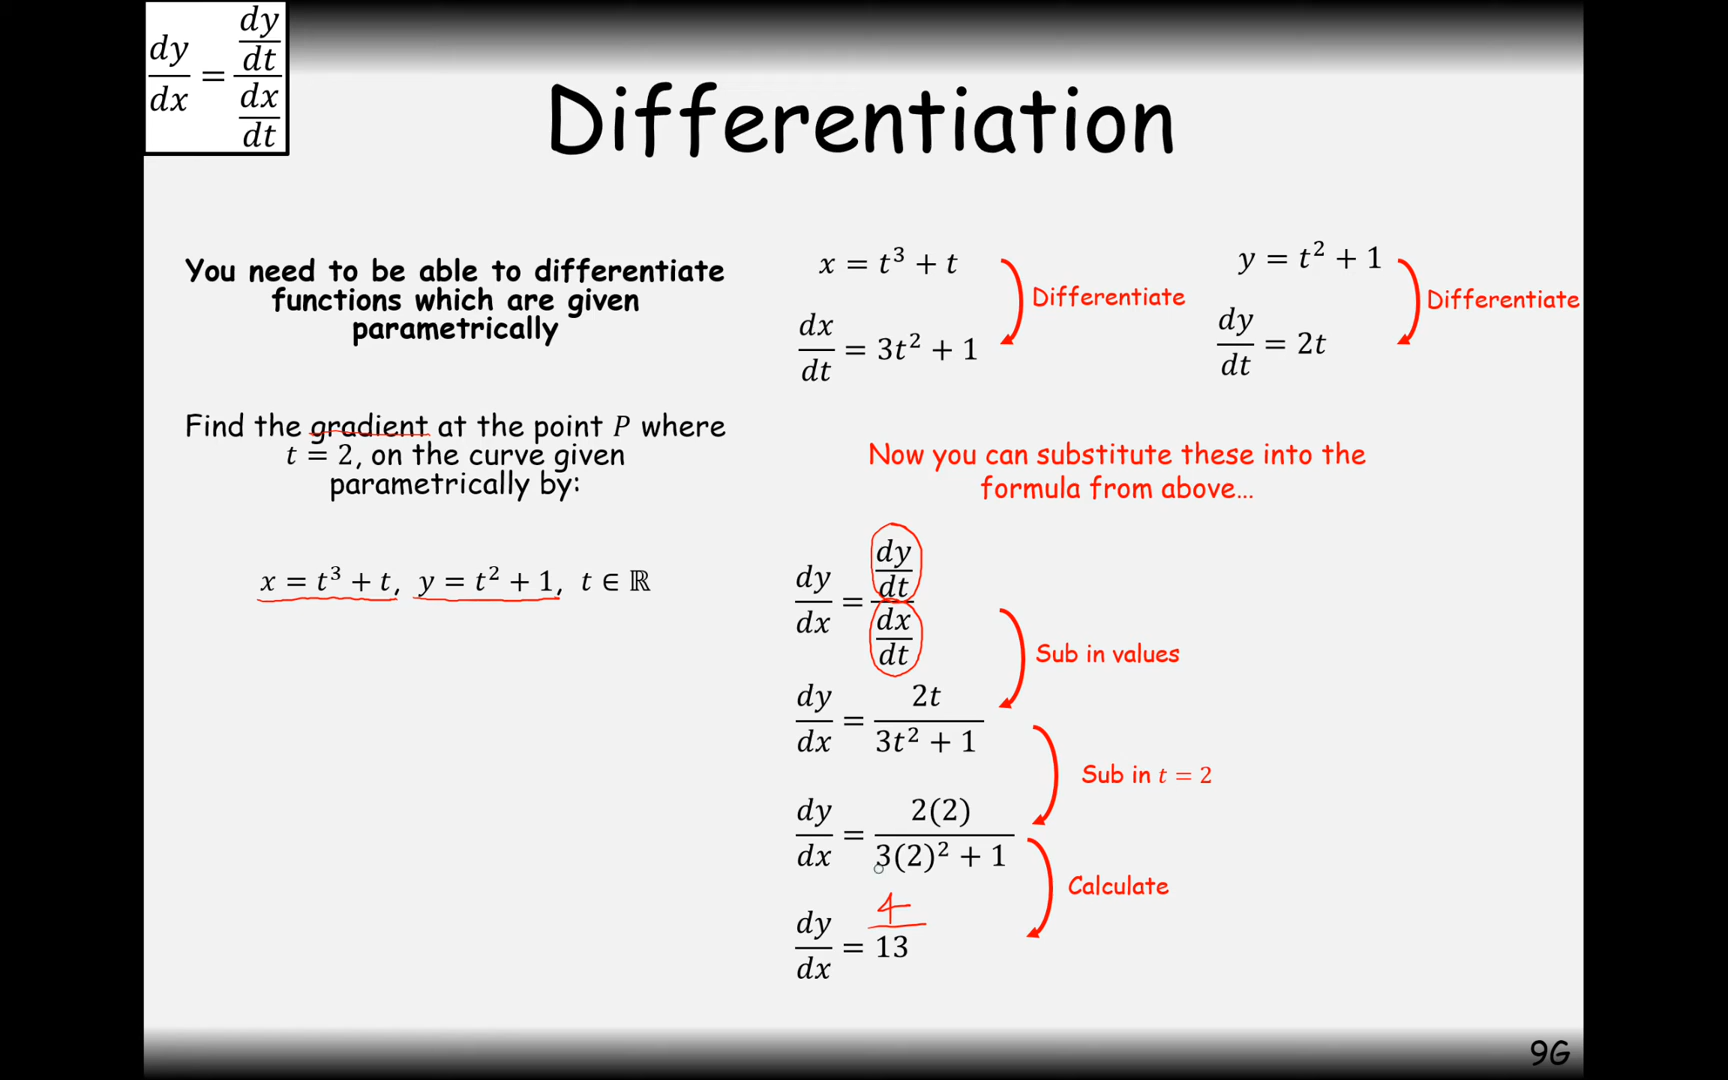 dy/dx = (dy/dt)/(dx/dt)
Differentiation
You need to be able to differentiate
functions which are given
parametrically
Find the gradient at the point P where
t = 2, on the curve given
parametrically by:
x = t³ + t, y = t² + 1, t ∈ ℝ
x = t³ + t
Differentiate
dx/dt = 3t² + 1
y = t² + 1
Differentiate
dy/dt = 2t
Now you can substitute these into the
formula from above...
dy/dx = (dy/dt)/(dx/dt)
Sub in values
dy/dx = 2t/(3t² + 1)
Sub in t = 2
dy/dx = 2(2)/(3(2)² + 1)
Calculate
dy/dx = 4/13
9G